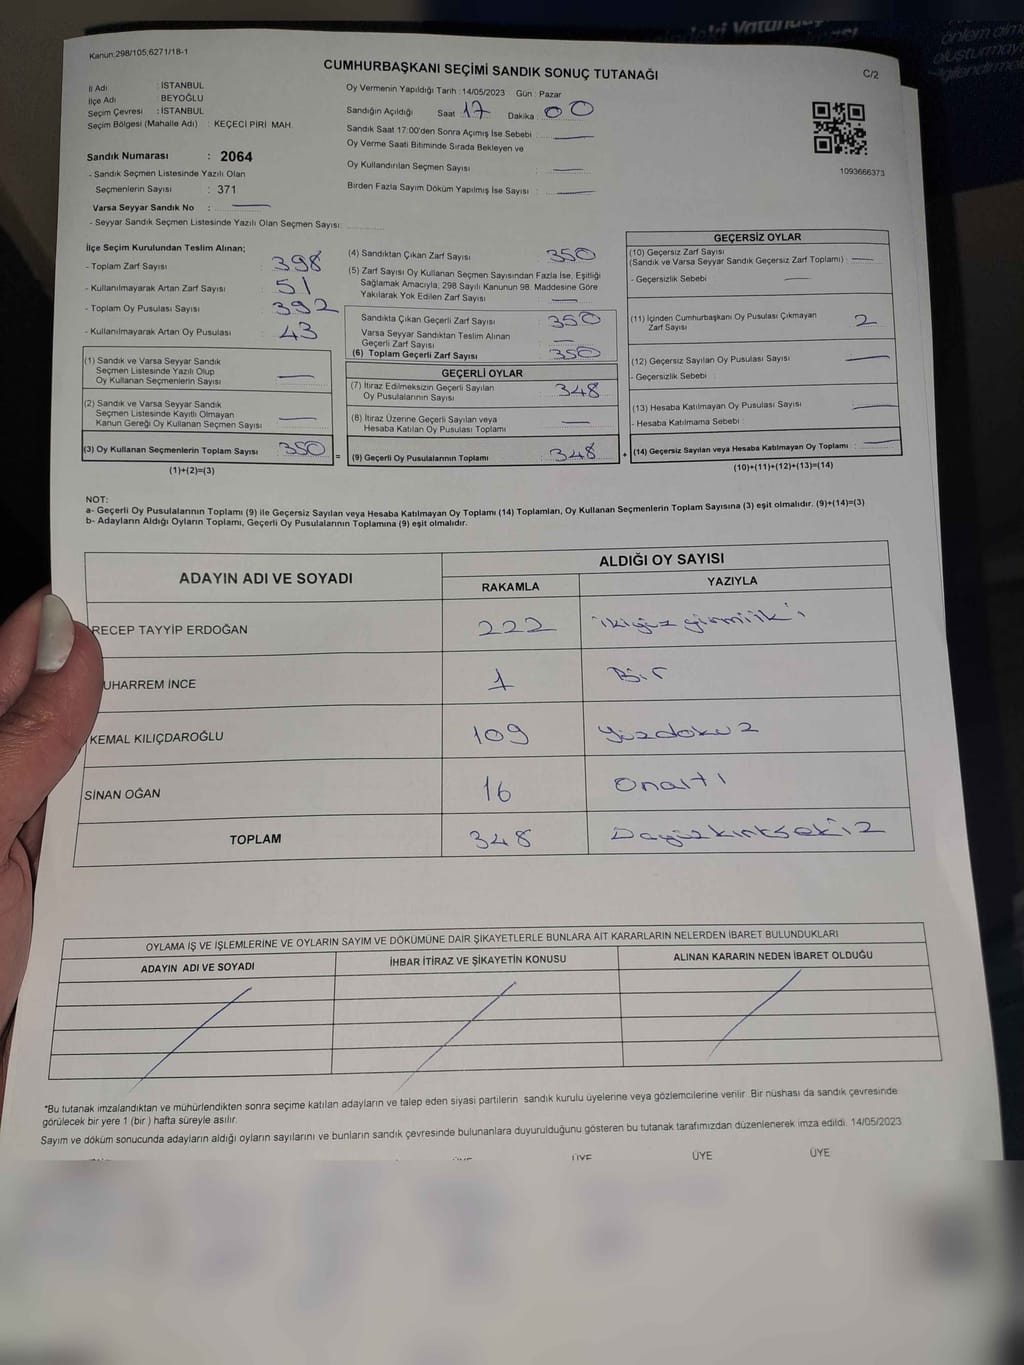 Kanun:298/105,6271/18-1
CUMHURBAŞKANI SEÇİMİ SANDIK SONUÇ TUTANAĞI
C/2
İl Adı : İSTANBUL
İlçe Adı : BEYOĞLU
Seçim Çevresi : İSTANBUL
Seçim Bölgesi (Mahalle Adı) : KEÇECİ PİRİ MAH.
Sandık Numarası : 2064
- Sandık Seçmen Listesinde Yazılı Olan
Seçmenlerin Sayısı : 371
Varsa Seyyar Sandık No :
- Seyyar Sandık Listesinde Yazılı Olan Seçmen Sayısı:
Oy Vermenin Yapıldığı Tarih : 14/05/2023 Gün : Pazar
Sandığın Açıldığı Saat 17 Dakika : 00
Sandık Saat 17:00'den Sonra Açımış İse Sebebi :
Oy Verme Saati Bitiminde Sırada Bekleyen ve
Oy Kullandırılan Seçmen Sayısı :
Birden Fazla Sayım Döküm Yapılmış İse Sayısı :
1093666373
İlçe Seçim Kurulundan Teslim Alınan;
- Toplam Zarf Sayısı : 398
- Kullanılmayarak Artan Zarf Sayısı : 51
- Toplam Oy Pusulası Sayısı : 392
- Kullanılmayarak Artan Oy Pusulası : 43
(1) Sandık ve Varsa Seyyar Sandık
Seçmen Listesinde Yazılı Olup
Oy Kullanan Seçmenlerin Sayısı
(2) Sandık ve Varsa Seyyar Sandık
Seçmen Listesinde Kayıtlı Olmayan
Kanun Gereği Oy Kullanan Seçmen Sayısı
(3) Oy Kullanan Seçmenlerin Toplam Sayısı 350
(1)+(2)=(3)
=
(4) Sandıktan Çıkan Zarf Sayısı : 350
(5) Zarf Sayısı Oy Kullanan Seçmen Sayısından Fazla İse, Eşitliği
Sağlamak Amacıyla, 298 Sayılı Kanunun 98. Maddesine Göre
Yakılarak Yok Edilen Zarf Sayısı :
Sandıkta Çıkan Geçerli Zarf Sayısı : 350
Varsa Seyyar Sandıktan Teslim Alınan
Geçerli Zarf Sayısı :
(6) Toplam Geçerli Zarf Sayısı : 350
GEÇERLİ OYLAR
(7) İtiraz Edilmeksizin Geçerli Sayılan
Oy Pusulalarının Sayısı : 348
(8) İtiraz Üzerine Geçerli Sayılan veya
Hesaba Katılan Oy Pusulası Toplamı :
(9) Geçerli Oy Pusulalarının Toplamı : 348
+
GEÇERSİZ OYLAR
(10) Geçersiz Zarf Sayısı
(Sandık ve Varsa Seyyar Sandık Geçersiz Zarf Toplamı) :
- Geçersizlik Sebebi :
(11) İçinden Cumhurbaşkanı Oy Pusulası Çıkmayan
Zarf Sayısı : 2
(12) Geçersiz Sayılan Oy Pusulası Sayısı :
- Geçersizlik Sebebi :
(13) Hesaba Katılmayan Oy Pusulası Sayısı :
- Hesaba Katılmama Sebebi :
(14) Geçersiz Sayılan veya Hesaba Katılmayan Oy Toplamı :
(10)+(11)+(12)+(13)=(14)
NOT:
a- Geçerli Oy Pusulalarının Toplamı (9) ile Geçersiz Sayılan veya Hesaba Katılmayan Oy Toplamı (14) Toplamları, Oy Kullanan Seçmenlerin Toplam Sayısına (3) eşit olmalıdır. (9)+(14)=(3)
b- Adayların Aldığı Oyların Toplamı, Geçerli Oy Pusulalarının Toplamına (9) eşit olmalıdır.
ADAYIN ADI VE SOYADI
ALDIĞI OY SAYISI
RAKAMLA YAZIYLA
RECEP TAYYİP ERDOĞAN 222 ikiyüzyirmiiki
UHARREM İNCE 1 Bir
KEMAL KILIÇDAROĞLU 109 yüzdokuz
SİNAN OĞAN 16 Onaltı
TOPLAM 348
OYLAMA İŞ VE İŞLEMLERİNE VE OYLARIN SAYIM VE DÖKÜMÜNE DAİR ŞİKAYETLERLE BUNLARA AİT KARARLARIN NELERDEN İBARET BULUNDUKLARI
ADAYIN ADI VE SOYADI İHBAR İTİRAZ VE ŞİKAYETİN KONUSU ALINAN KARARIN NEDEN İBARET OLDUĞU
*Bu tutanak imzalandıktan ve mühürlendikten sonra seçime katılan adayların ve talep eden siyasi partilerin sandık kurulu üyelerine veya gözlemcilerine verilir. Bir nüshası da sandık çevresinde
görülecek bir yere 1 (bir) hafta süreyle asılır.
Sayım ve döküm sonucunda adayların aldığı oyların sayılarını ve bunların sandık çevresinde bulunanlara duyurulduğunu gösteren bu tutanak tarafımızdan düzenlenerek imza edildi. 14/05/2023
ÜYE ÜYE ÜYE